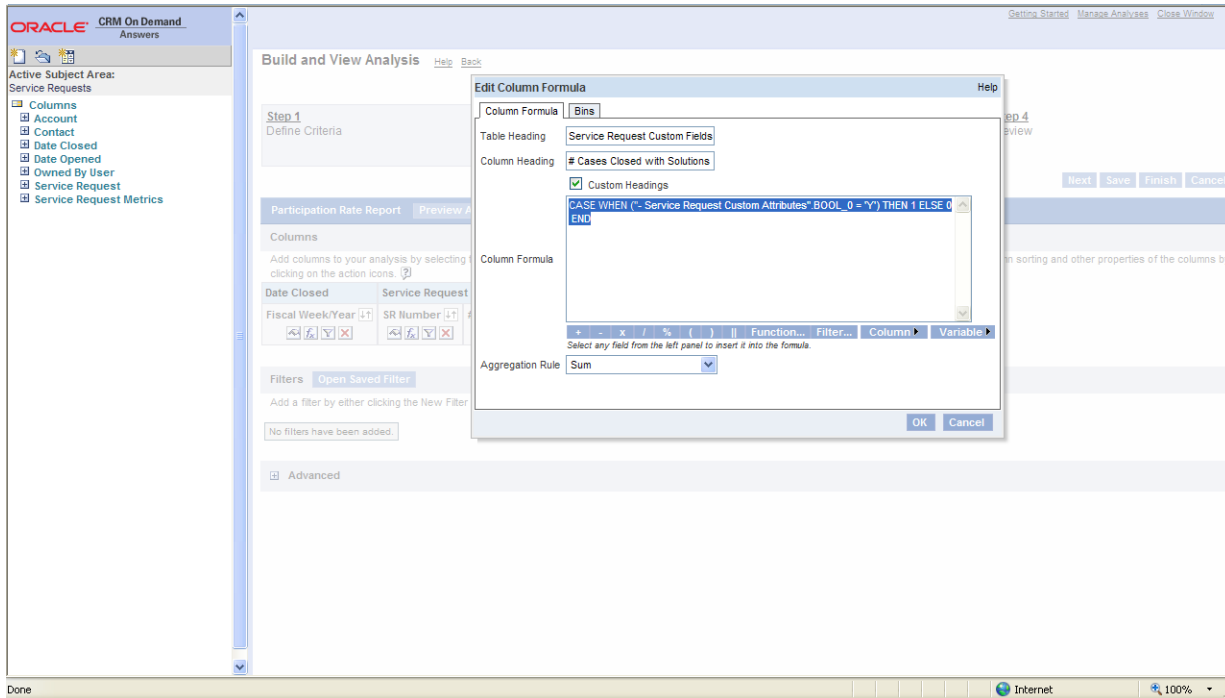 Getting Started Manage Analyses Close Window
ORACLE CRM On Demand
Answers
Active Subject Area:
Service Requests
Columns
Account
Contact
Date Closed
Date Opened
Owned By User
Service Request
Service Request Metrics
Build and View Analysis Help Back
Step 1
Define Criteria
ep 4
eview
Next Save Finish Cancel
Participation Rate Report Preview A
Columns
Add columns to your analysis by selecting
clicking on the action icons.
n sorting and other properties of the columns b
Date Closed Service Request
Fiscal Week/Year SR Number
Filters Open Saved Filter
Add a filter by either clicking the New Filter
No filters have been added.
Advanced
Edit Column Formula Help
Column Formula Bins
Table Heading Service Request Custom Fields
Column Heading # Cases Closed with Solutions
Custom Headings
Column Formula
CASE WHEN ("- Service Request Custom Attributes".BOOL_0 = 'Y') THEN 1 ELSE 0
END
+ - x / % ( ) || Function... Filter... Column Variable
Select any field from the left panel to insert it into the fomula.
Aggregation Rule Sum
OK Cancel
Done Internet 100%